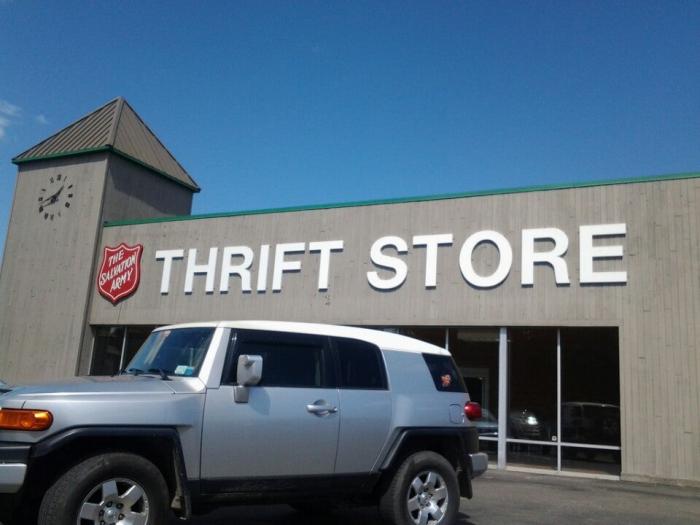 THE
SALVATION
ARMY
THRIFT STORE